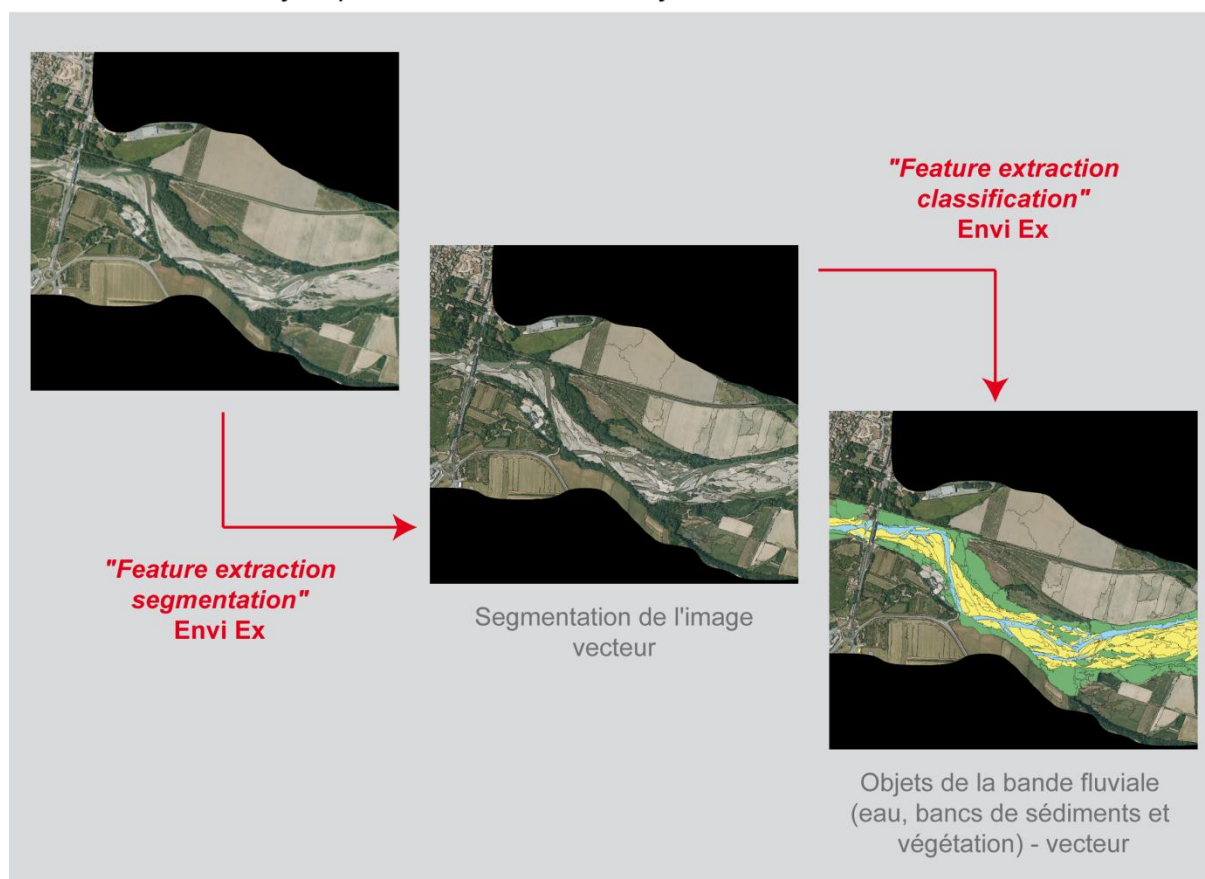 "Feature extraction
classification"
Envi Ex
"Feature extraction
segmentation"
Envi Ex
Segmentation de l'image
vecteur
Objets de la bande fluviale
(eau, bancs de sédiments et
végétation) - vecteur